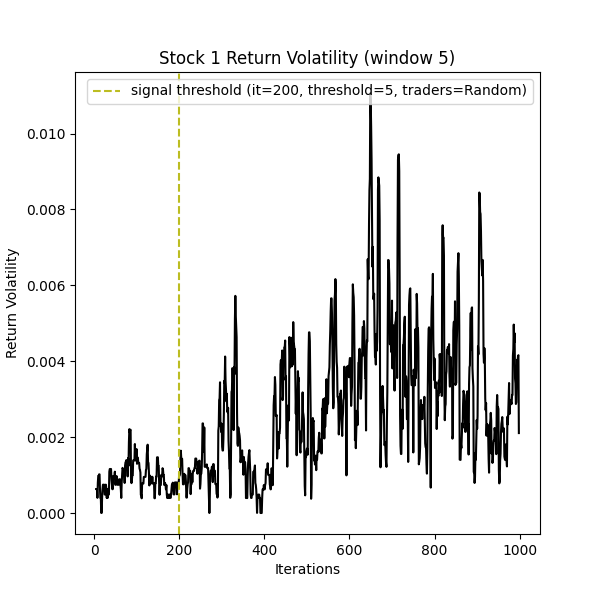 Stock 1 Return Volatility (window 5)
signal threshold (it=200, threshold=5, traders=Random)
0.010
0.008
0.006
0.004
0.002
0.000
Return Volatility
0 200 400 600 800 1000
Iterations